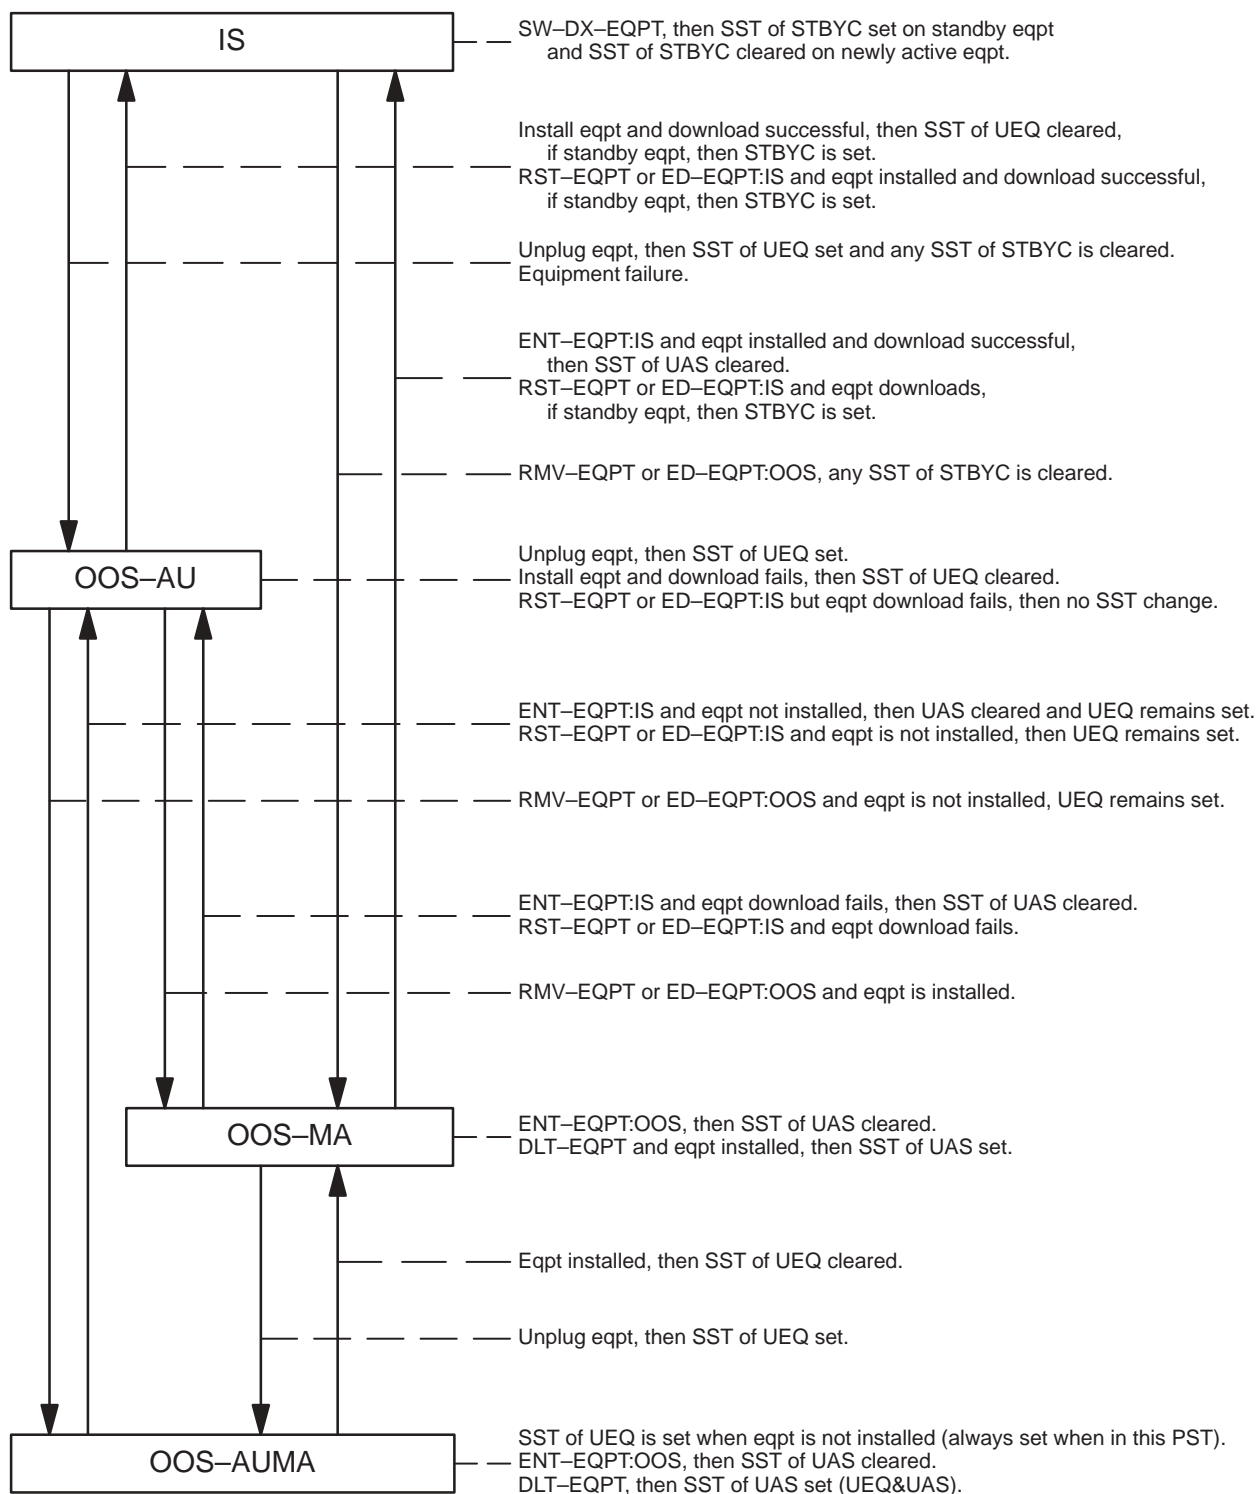 IS
SW–DX–EQPT, then SST of STBYC set on standby eqpt
and SST of STBYC cleared on newly active eqpt.
Install eqpt and download successful, then SST of UEQ cleared,
if standby eqpt, then STBYC is set.
RST–EQPT or ED–EQPT:IS and eqpt installed and download successful,
if standby eqpt, then STBYC is set.
Unplug eqpt, then SST of UEQ set and any SST of STBYC is cleared.
Equipment failure.
ENT–EQPT:IS and eqpt installed and download successful,
then SST of UAS cleared.
RST–EQPT or ED–EQPT:IS and eqpt downloads,
if standby eqpt, then STBYC is set.
RMV–EQPT or ED–EQPT:OOS, any SST of STBYC is cleared.
OOS–AU
Unplug eqpt, then SST of UEQ set.
Install eqpt and download fails, then SST of UEQ cleared.
RST–EQPT or ED–EQPT:IS but eqpt download fails, then no SST change.
ENT–EQPT:IS and eqpt not installed, then UAS cleared and UEQ remains set.
RST–EQPT or ED–EQPT:IS and eqpt is not installed, then UEQ remains set.
RMV–EQPT or ED–EQPT:OOS and eqpt is not installed, UEQ remains set.
ENT–EQPT:IS and eqpt download fails, then SST of UAS cleared.
RST–EQPT or ED–EQPT:IS and eqpt download fails.
RMV–EQPT or ED–EQPT:OOS and eqpt is installed.
OOS–MA
ENT–EQPT:OOS, then SST of UAS cleared.
DLT–EQPT and eqpt installed, then SST of UAS set.
Eqpt installed, then SST of UEQ cleared.
Unplug eqpt, then SST of UEQ set.
OOS–AUMA
SST of UEQ is set when eqpt is not installed (always set when in this PST).
ENT–EQPT:OOS, then SST of UAS cleared.
DLT–EQPT, then SST of UAS set (UEQ&UAS).